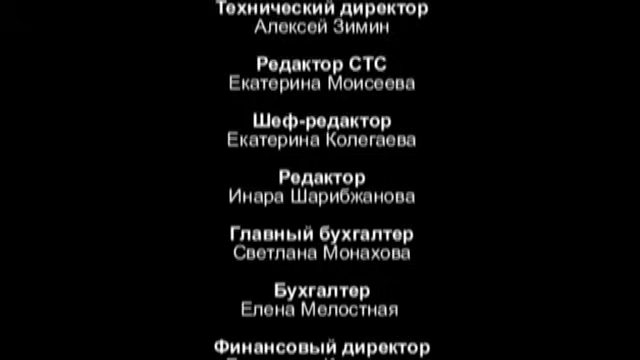 Технический директор
Алексей Зимин
Редактор СТС
Екатерина Моисеева
Шеф-редактор
Екатерина Колегаева
Редактор
Инара Шарибжанова
Главный бухгалтер
Светлана Монахова
Бухгалтер
Елена Мелостная
Финансовый директор